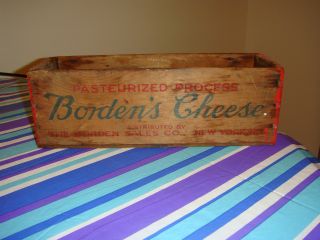 PASTEURIZED PROCESS
Borden's Cheese
DISTRIBUTED BY
THE BORDEN SALES CO., NEW YORK